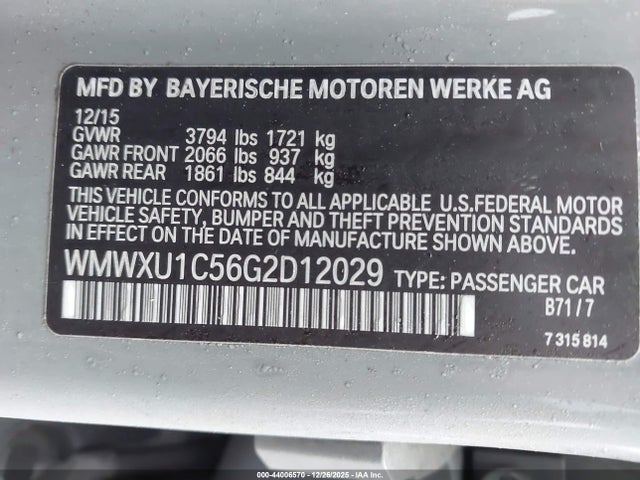 MFD BY BAYERISCHE MOTOREN WERKE AG
12/15
GVWR 3794 lbs 1721 kg
GAWR FRONT 2066 lbs 937 kg
GAWR REAR 1861 lbs 844 kg
THIS VEHICLE CONFORMS TO ALL APPLICABLE U.S.FEDERAL MOTOR
VEHICLE SAFETY, BUMPER AND THEFT PREVENTION STANDARDS
IN EFFECT ON THE DATE OF MANUFACTURE SHOWN ABOVE.
WMWXU1C56G2D12029 TYPE: PASSENGER CAR
B71/7
7 315 814
000-44006570 - 12/26/2025 - IAAI.COM